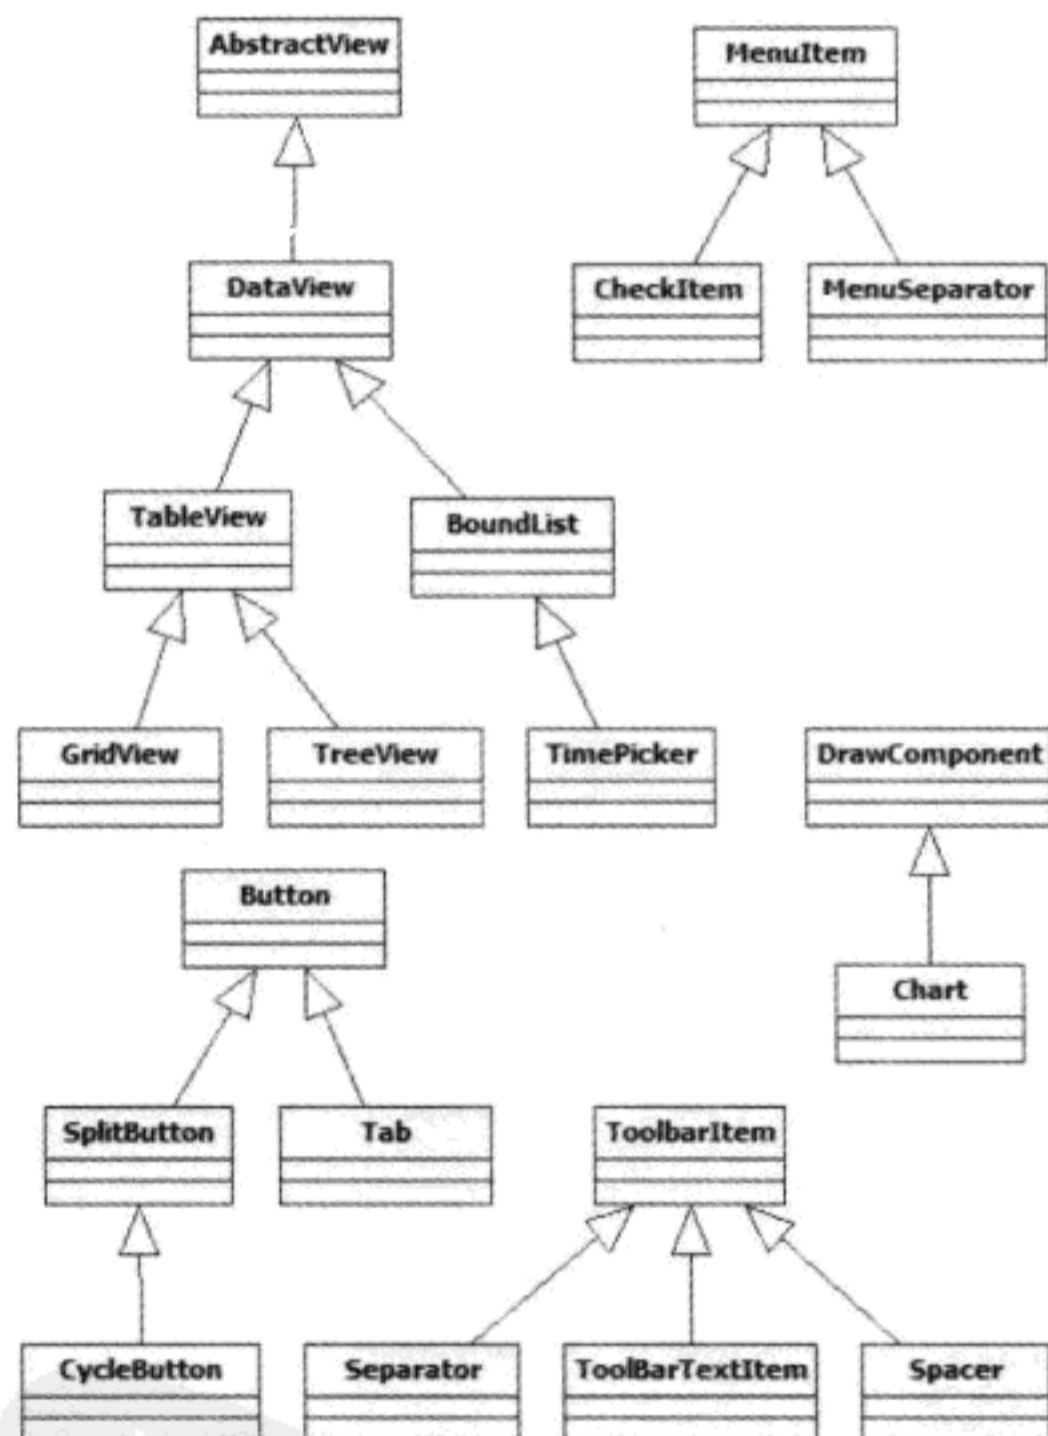 AbstractView
MenuItem
DataView
CheckItem
MenuSeparator
TableView
BoundList
GridView
TreeView
TimePicker
DrawComponent
Button
Chart
SplitButton
Tab
ToolbarItem
CycleButton
Separator
ToolBarTextItem
Spacer